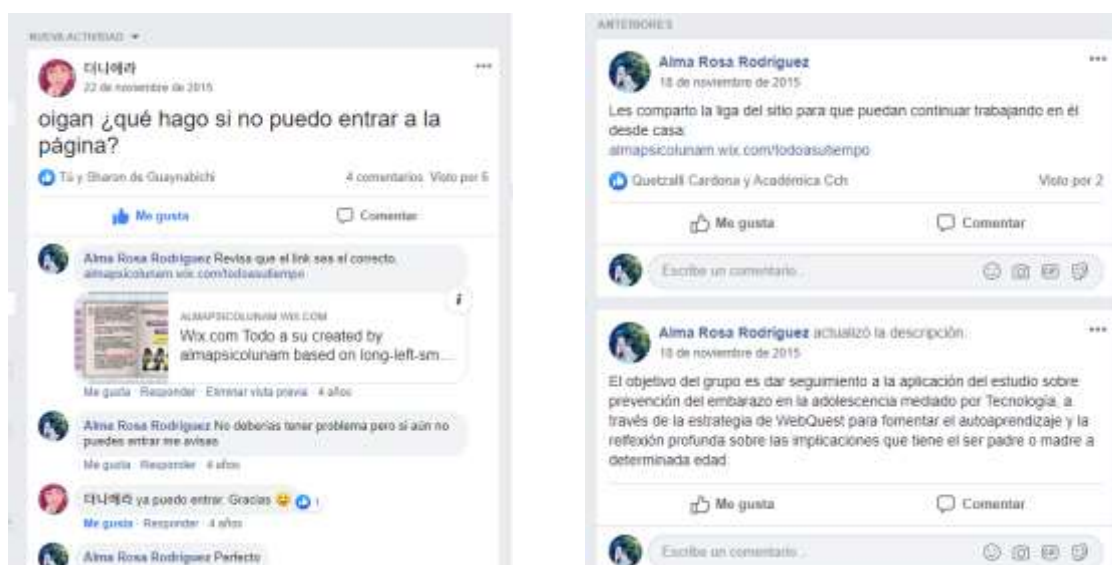 NUEVA ACTIVIDAD
더니에라
22 de noviembre de 2015
oigan ¿qué hago si no puedo entrar a la
página?
Tú y Sharon de Guaynabichi 4 comentarios Visto por 6
Me gusta Comentar
Alma Rosa Rodríguez Revisa que el link sea el correcto.
almapsicolunam.wix.com/todoasutiempo
ALMAPSICOLUNAM.WIX.COM
Wix.com Todo a su created by
almapsicolunam based on long-left-sm...
Me gusta · Responder · Eliminar vista previa · 4 años
Alma Rosa Rodríguez No deberías tener problema pero si aún no
puedes entrar me avisas
Me gusta · Responder · 4 años
더니에라 ya puedo entrar. Gracias 😀 1
Me gusta · Responder · 4 años
Alma Rosa Rodríguez Perfecto
ANTERIORES
Alma Rosa Rodríguez
18 de noviembre de 2015
Les comparto la liga del sitio para que puedan continuar trabajando en él
desde casa:
almapsicolunam.wix.com/todoasutiempo
Quetzalli Cardona y Académica Cch Visto por 2
Me gusta Comentar
Escribe un comentario...
GIF
Alma Rosa Rodríguez actualizó la descripción.
18 de noviembre de 2015
El objetivo del grupo es dar seguimiento a la aplicación del estudio sobre
prevención del embarazo en la adolescencia mediado por Tecnología, a
través de la estrategia de WebQuest para fomentar el autoaprendizaje y la
reflexión profunda sobre las implicaciones que tiene el ser padre o madre a
determinada edad.
Me gusta Comentar
Escribe un comentario...
GIF